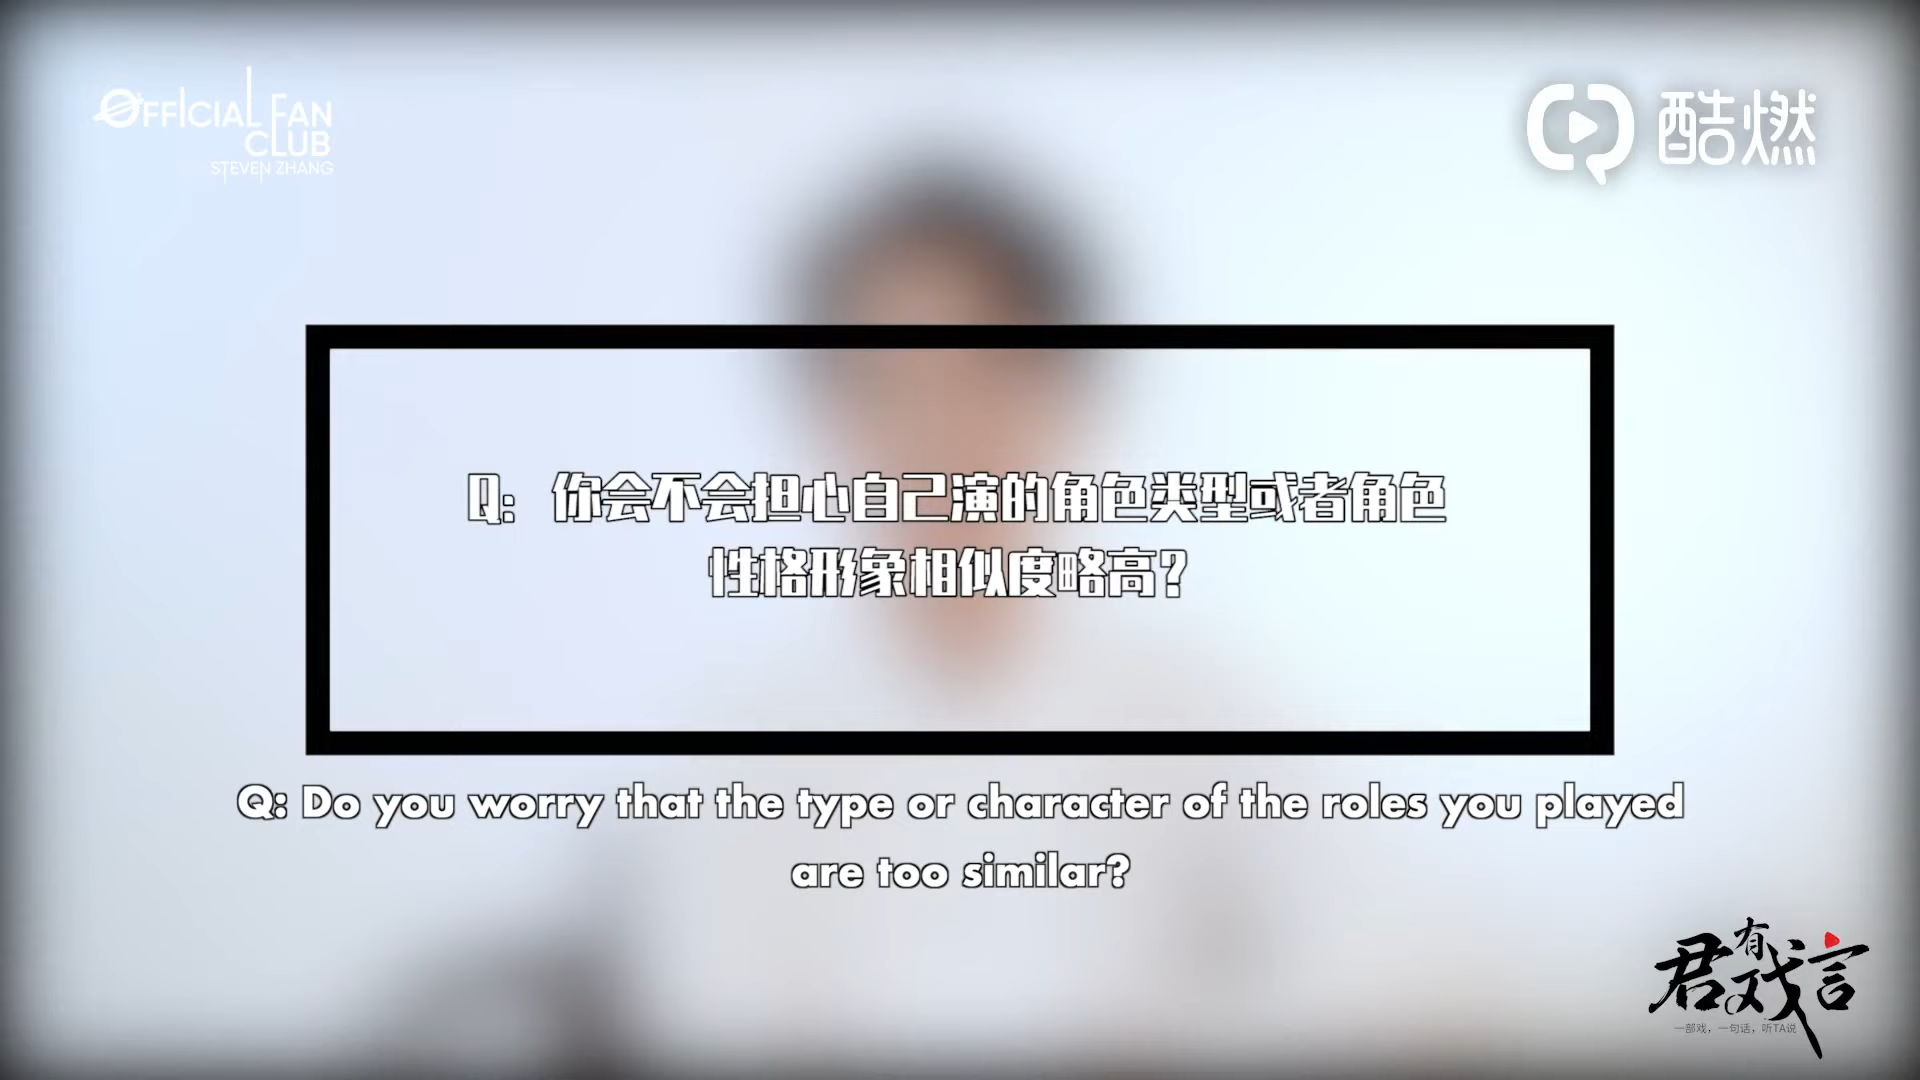 OFFICIAL FAN
CLUB
STEVEN ZHANG
酷燃
Q: 你会不会担心自己演的角色类型或者角色
性格形象相似度略高?
Q: Do you worry that the type or character of the roles you played
are too similar?
君有戏言
一部戏，一句话，听TA说